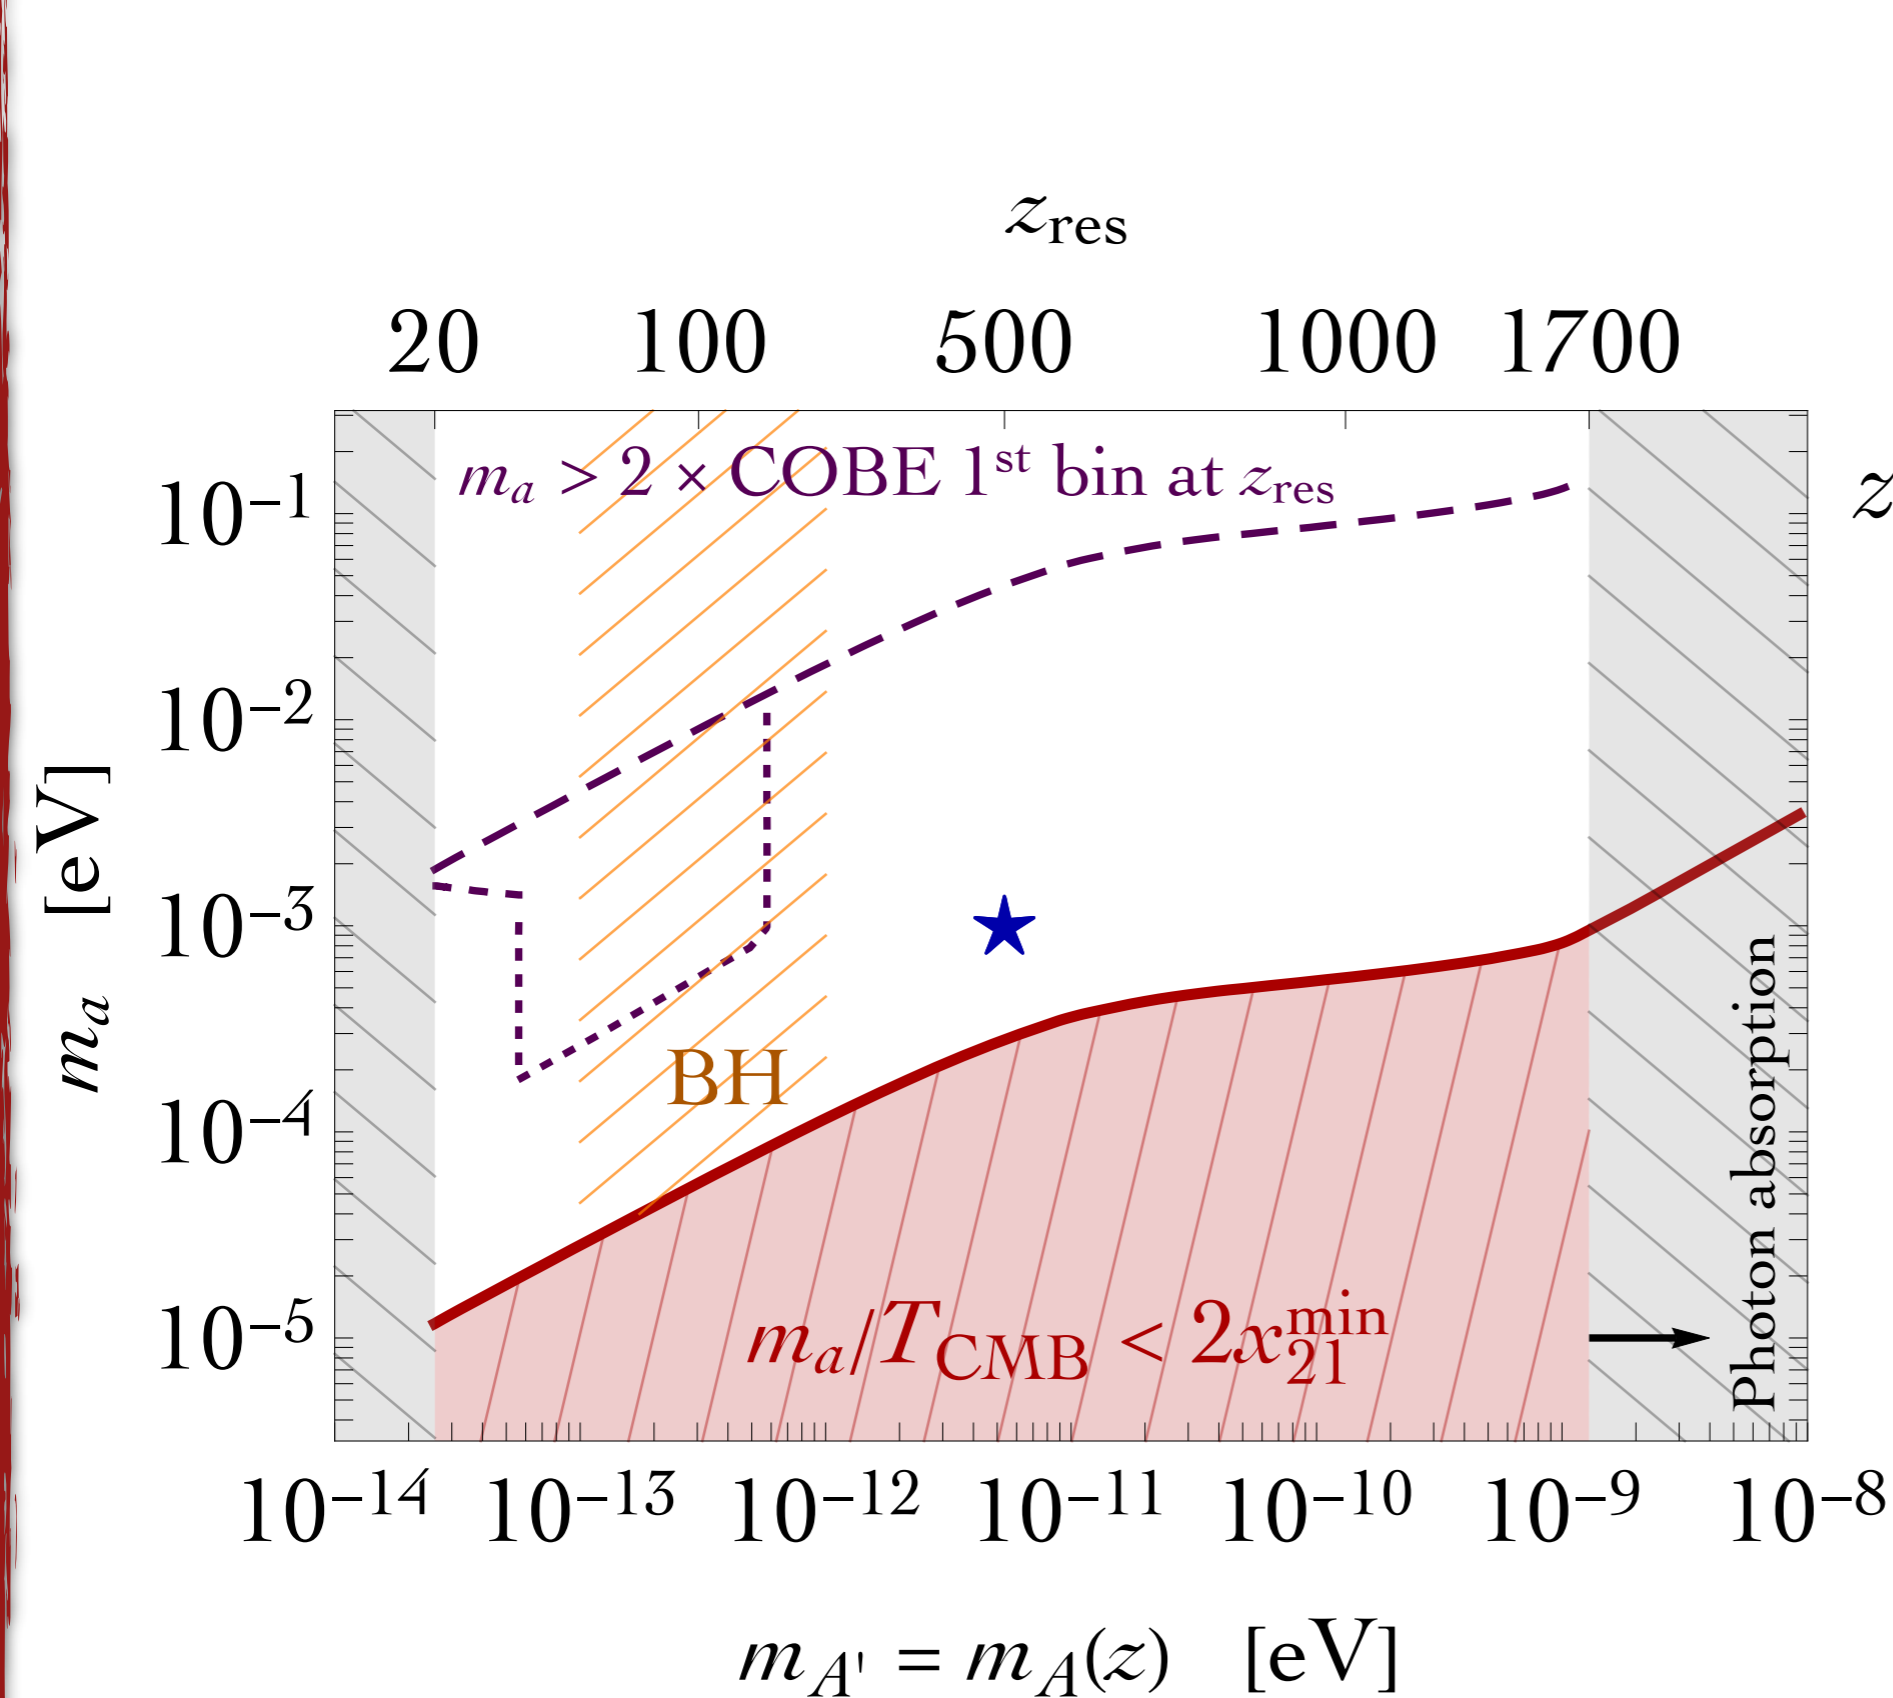 z_res
20 100 500 1000 1700
m_a > 2 × COBE 1^st bin at z_res
z
10^−1
10^−2
10^−3
10^−4
10^−5
m_a [eV]
BH
m_a/T_CMB < 2x_21^min
Photon absorption
10^−14 10^−13 10^−12 10^−11 10^−10 10^−9 10^−8
m_A' = m_A(z) [eV]